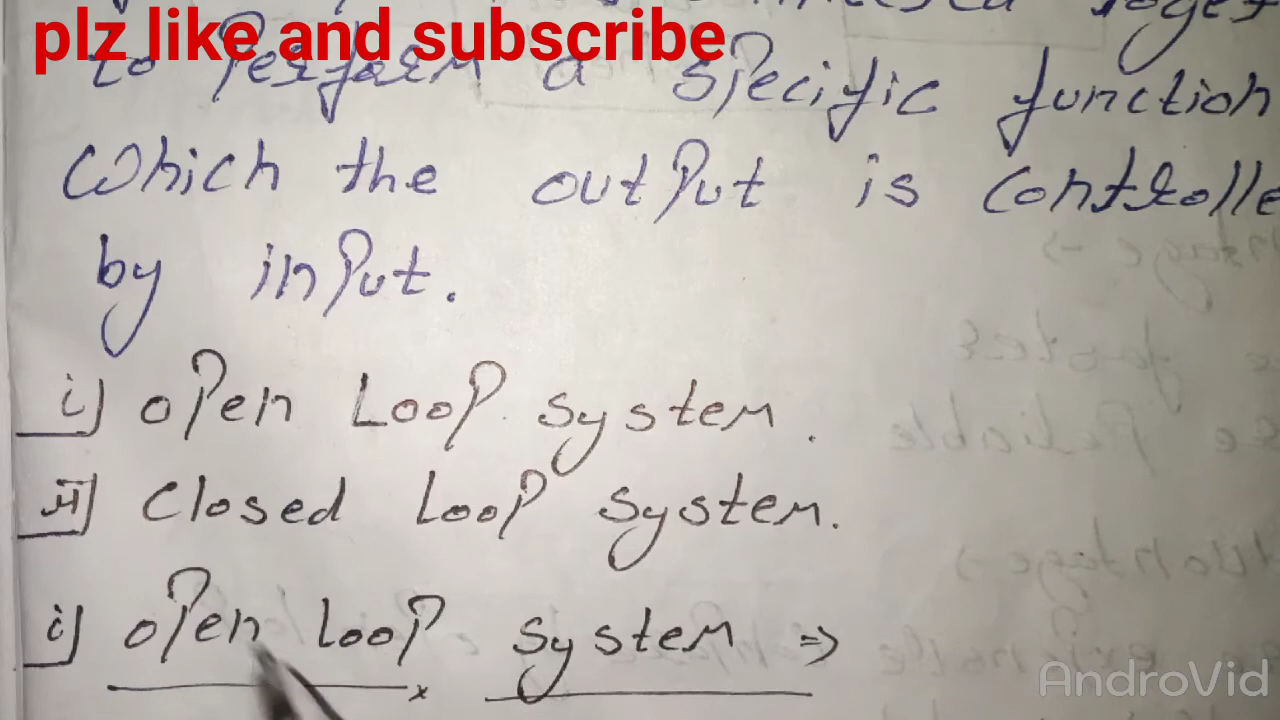 plz like and subscribe
to Perform a specific function
Which the outPut is controlle
by inPut.
i) oPen LooP system.
ii) Closed LooP system.
i) oPen looP system ⇒
AndroVid